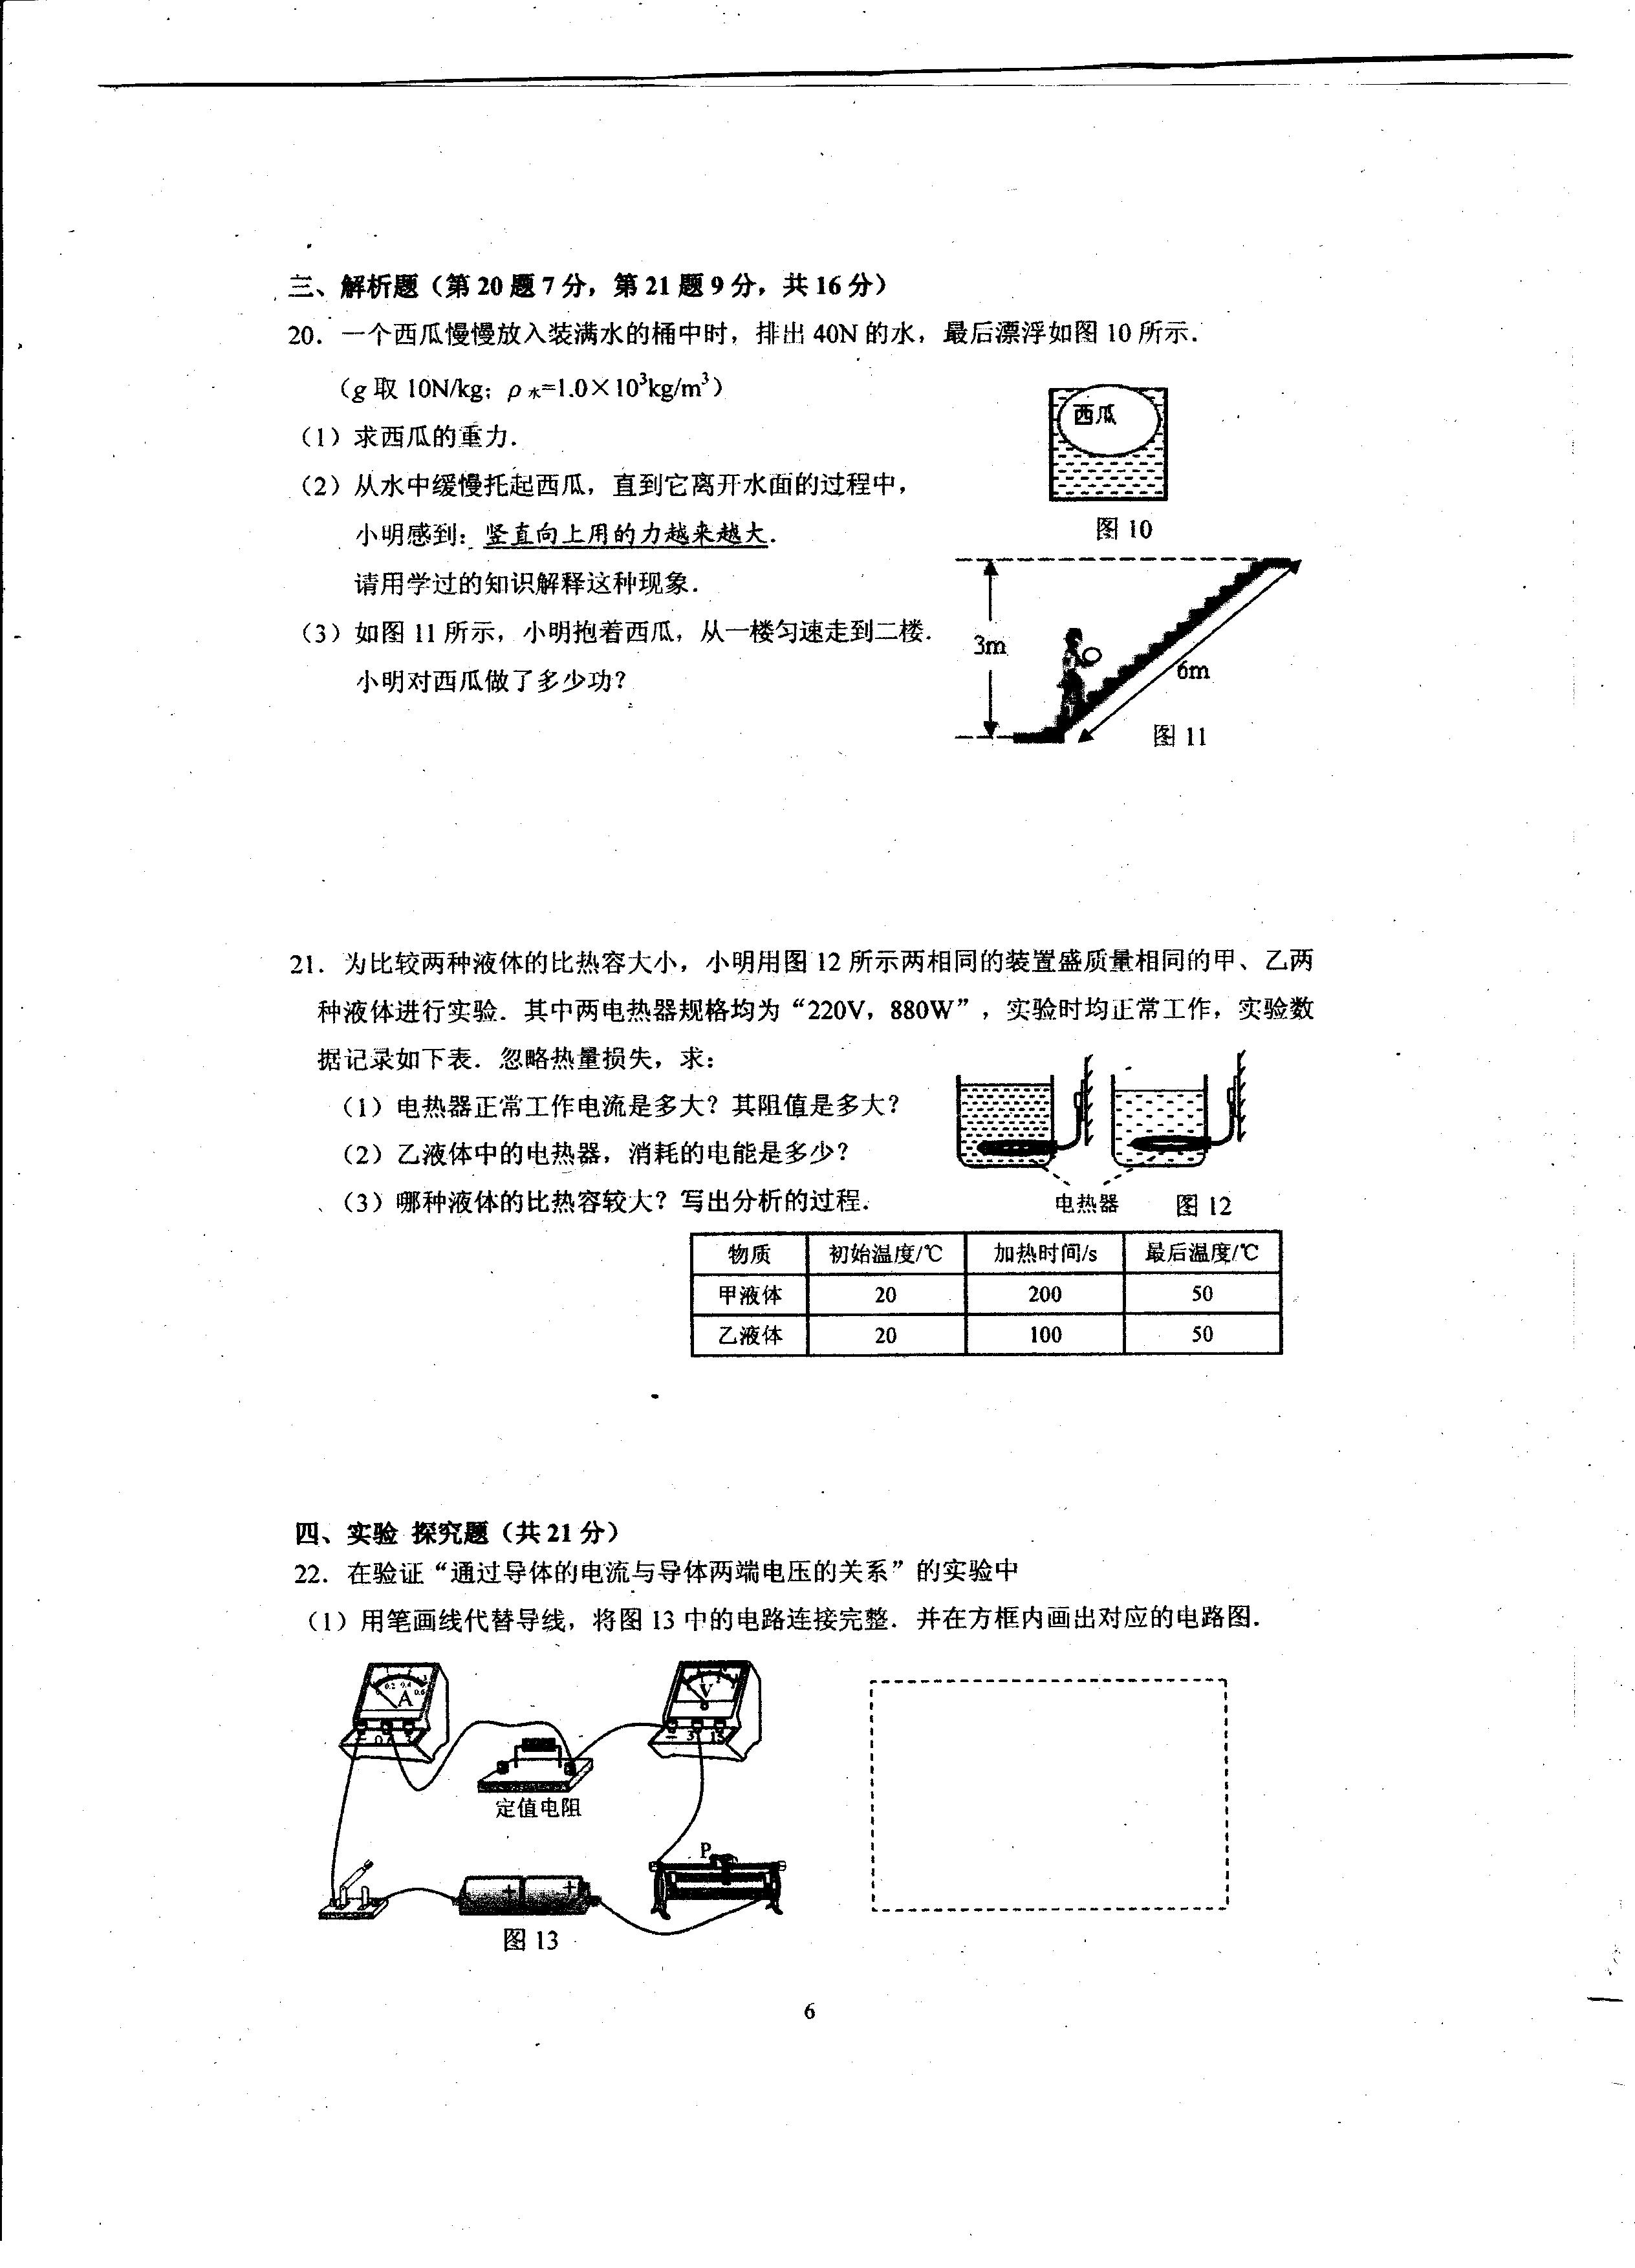 三、解析题（第 20 题 7 分，第 21 题 9 分，共 16 分）
20．一个西瓜慢慢放入装满水的桶中时，排出 40N 的水，最后漂浮如图 10 所示．
（g 取 10N/kg；ρ水=1.0×10³kg/m³）
（1）求西瓜的重力．
（2）从水中缓慢托起西瓜，直到它离开水面的过程中，
小明感到：竖直向上用的力越来越大．
请用学过的知识解释这种现象．
（3）如图 11 所示，小明抱着西瓜，从一楼匀速走到二楼．
小明对西瓜做了多少功？
西瓜
图 10
3m
6m
图 11
21．为比较两种液体的比热容大小，小明用图 12 所示两相同的装置盛质量相同的甲、乙两
种液体进行实验．其中两电热器规格均为“220V，880W”，实验时均正常工作，实验数
据记录如下表．忽略热量损失，求：
（1）电热器正常工作电流是多大？其阻值是多大？
（2）乙液体中的电热器，消耗的电能是多少？
（3）哪种液体的比热容较大？写出分析的过程．
电热器 图 12
物质 初始温度/℃ 加热时间/s 最后温度/℃
甲液体 20 200 50
乙液体 20 100 50
四、实验 探究题（共 21 分）
22．在验证“通过导体的电流与导体两端电压的关系”的实验中
（1）用笔画线代替导线，将图 13 中的电路连接完整．并在方框内画出对应的电路图．
A
V
− 3 15
定值电阻
P
+ +
图 13
6